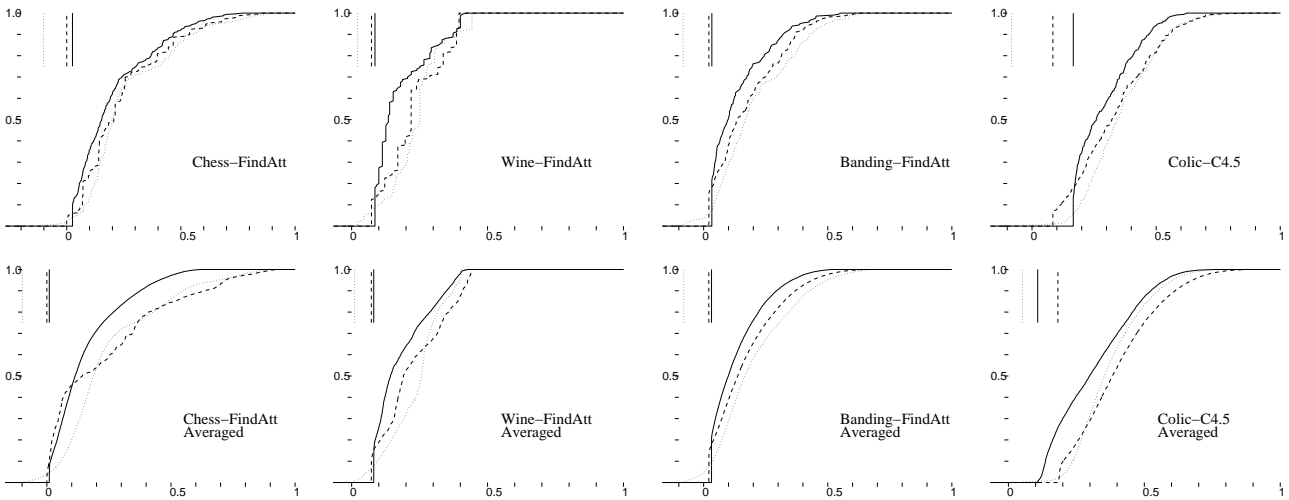 1.0 1.0 1.0 1.0
0.5 0.5 0.5 0.5
Chess–FindAtt Wine–FindAtt Banding–FindAtt Colic–C4.5
0 0.5 1 0 0.5 1 0 0.5 1 0 0.5 1
1.0 1.0 1.0 1.0
0.5 0.5 0.5 0.5
Chess–FindAtt Wine–FindAtt Banding–FindAtt Colic–C4.5
Averaged Averaged Averaged Averaged
0 0.5 1 0 0.5 1 0 0.5 1 0 0.5 1